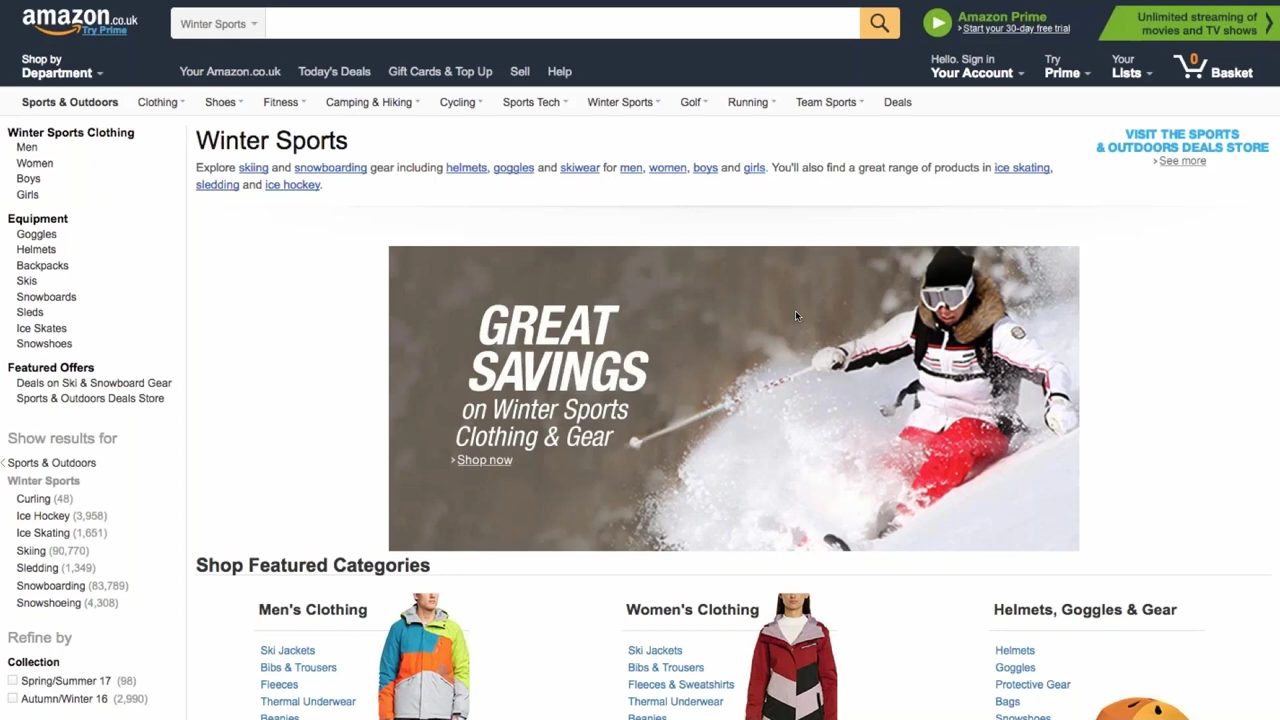 amazon.co.uk
Try Prime
Winter Sports
Amazon Prime
Start your 30-day free trial
Unlimited streaming of
movies and TV shows
Shop by
Department
Your Amazon.co.uk
Today's Deals
Gift Cards & Top Up
Sell
Help
Hello. Sign in
Your Account
Try
Prime
Your
Lists
0
Basket
Sports & Outdoors
Clothing
Shoes
Fitness
Camping & Hiking
Cycling
Sports Tech
Winter Sports
Golf
Running
Team Sports
Deals
Winter Sports Clothing
Men
Women
Boys
Girls
Equipment
Goggles
Helmets
Backpacks
Skis
Snowboards
Sleds
Ice Skates
Snowshoes
Featured Offers
Deals on Ski & Snowboard Gear
Sports & Outdoors Deals Store
Show results for
Sports & Outdoors
Winter Sports
Curling (48)
Ice Hockey (3,958)
Ice Skating (1,651)
Skiing (90,770)
Sledding (1,349)
Snowboarding (83,789)
Snowshoeing (4,308)
Refine by
Collection
Spring/Summer 17 (98)
Autumn/Winter 16 (2,990)
Winter Sports
Explore skiing and snowboarding gear including helmets, goggles and skiwear for men, women, boys and girls. You'll also find a great range of products in ice skating,
sledding and ice hockey.
VISIT THE SPORTS
& OUTDOORS DEALS STORE
See more
GREAT
SAVINGS
on Winter Sports
Clothing & Gear
Shop now
Shop Featured Categories
Men's Clothing
Ski Jackets
Bibs & Trousers
Fleeces
Thermal Underwear
Beanies
Women's Clothing
Ski Jackets
Bibs & Trousers
Fleeces & Sweatshirts
Thermal Underwear
Beanies
Helmets, Goggles & Gear
Helmets
Goggles
Protective Gear
Bags
Snowshoes